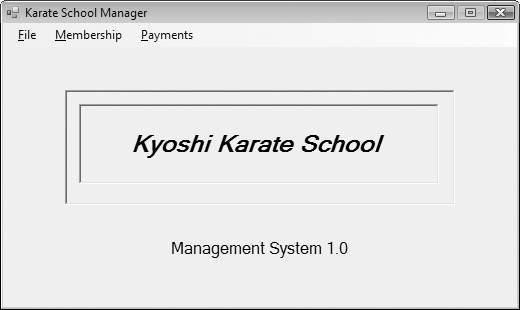 Karate School Manager
File Membership Payments
Kyoshi Karate School
Management System 1.0